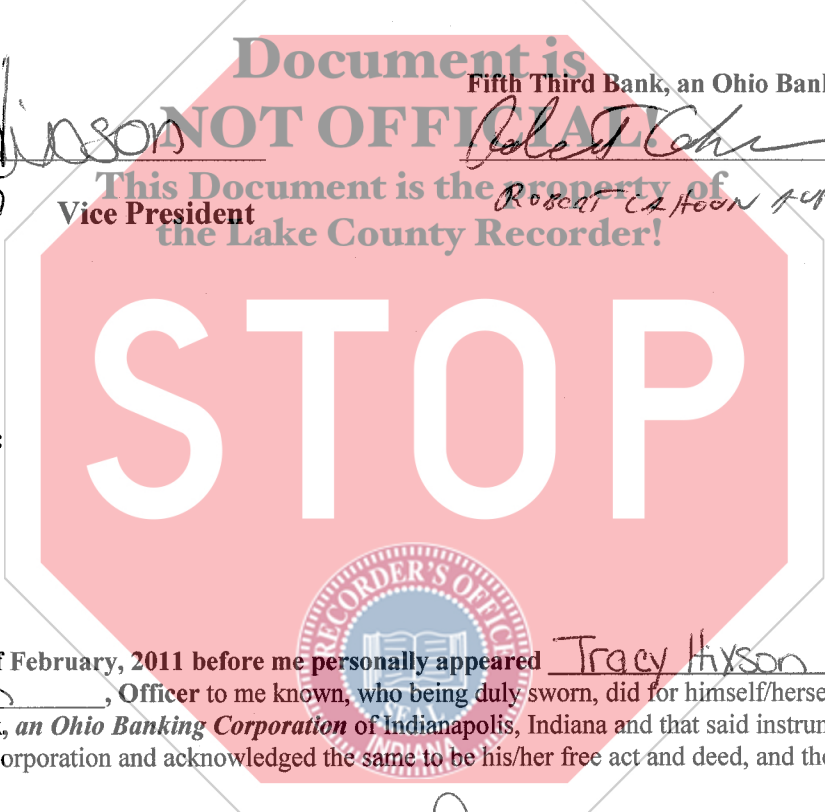 Document is
Fifth Third Bank, an Ohio Bank
NOT OFFICIAL!
This Document is the property of
ROBERT CALHOON
Vice President
the Lake County Recorder!
STOP
RECORDER'S OFFICE
f February, 2011 before me personally appeared Tracy Hixson
, Officer to me known, who being duly sworn, did for himself/herse
, an Ohio Banking Corporation of Indianapolis, Indiana and that said instrum
orporation and acknowledged the same to be his/her free act and deed, and the
SEAL
INDIANA